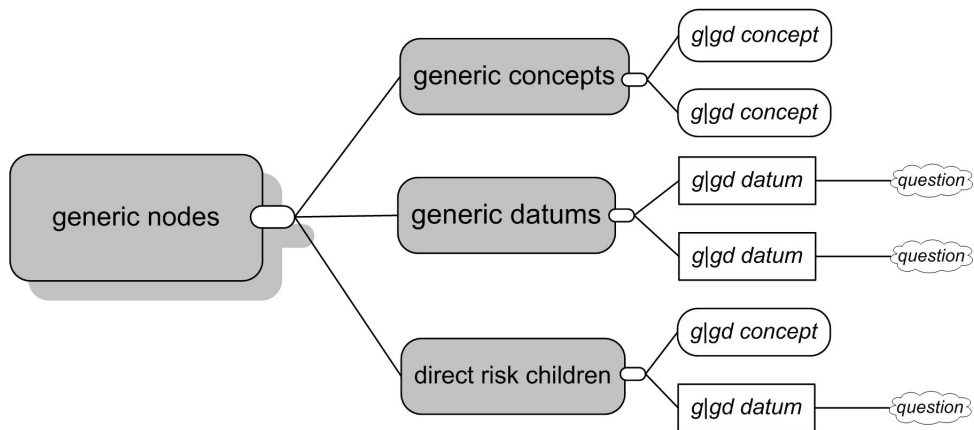 g|gd concept
generic concepts
g|gd concept
generic nodes
g|gd datum
question
generic datums
g|gd datum
question
g|gd concept
direct risk children
g|gd datum
question